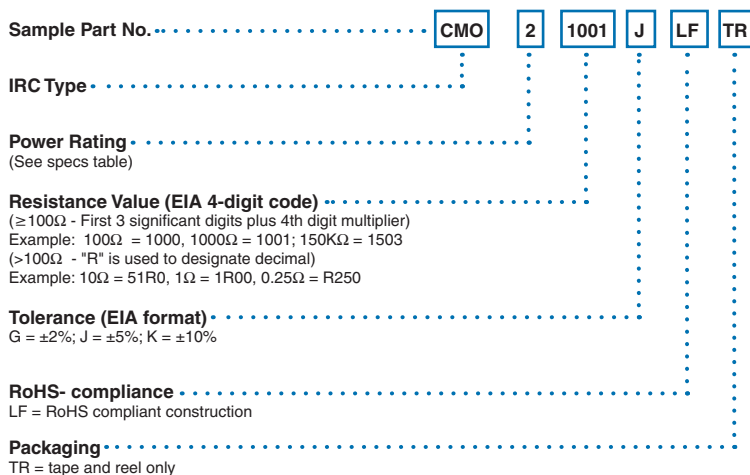 Sample Part No. CMO 2 1001 J LF TR
IRC Type
Power Rating
(See specs table)
Resistance Value (EIA 4-digit code)
(≥100Ω - First 3 significant digits plus 4th digit multiplier)
Example: 100Ω = 1000, 1000Ω = 1001; 150KΩ = 1503
(>100Ω - "R" is used to designate decimal)
Example: 10Ω = 51R0, 1Ω = 1R00, 0.25Ω = R250
Tolerance (EIA format)
G = ±2%; J = ±5%; K = ±10%
RoHS- compliance
LF = RoHS compliant construction
Packaging
TR = tape and reel only